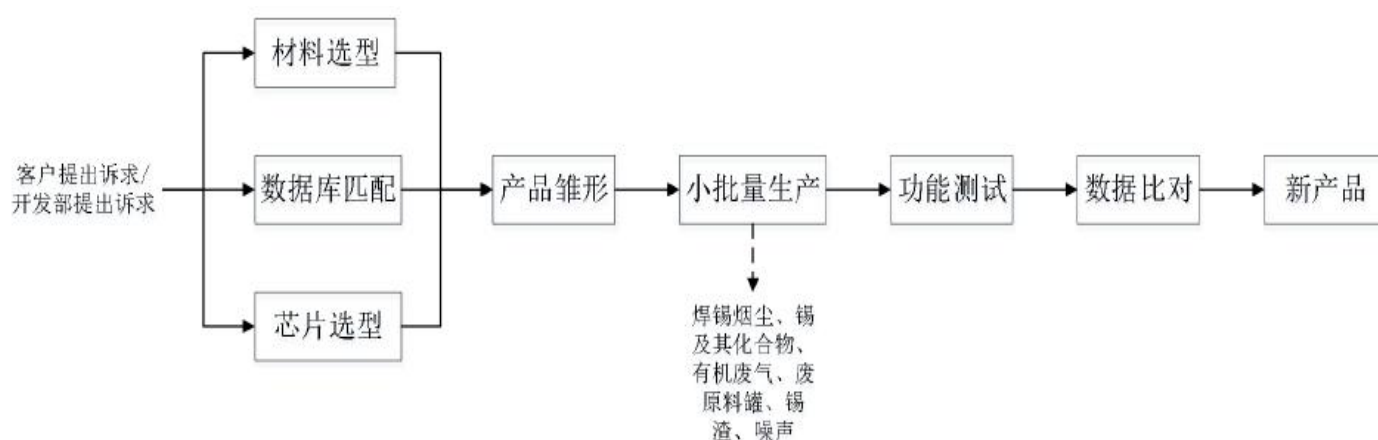 材料选型
客户提出诉求/
开发部提出诉求
数据库匹配
芯片选型
产品雏形
小批量生产
功能测试
数据比对
新产品
焊锡烟尘、锡
及其化合物、
有机废气、废
原料罐、锡
渣、噪声